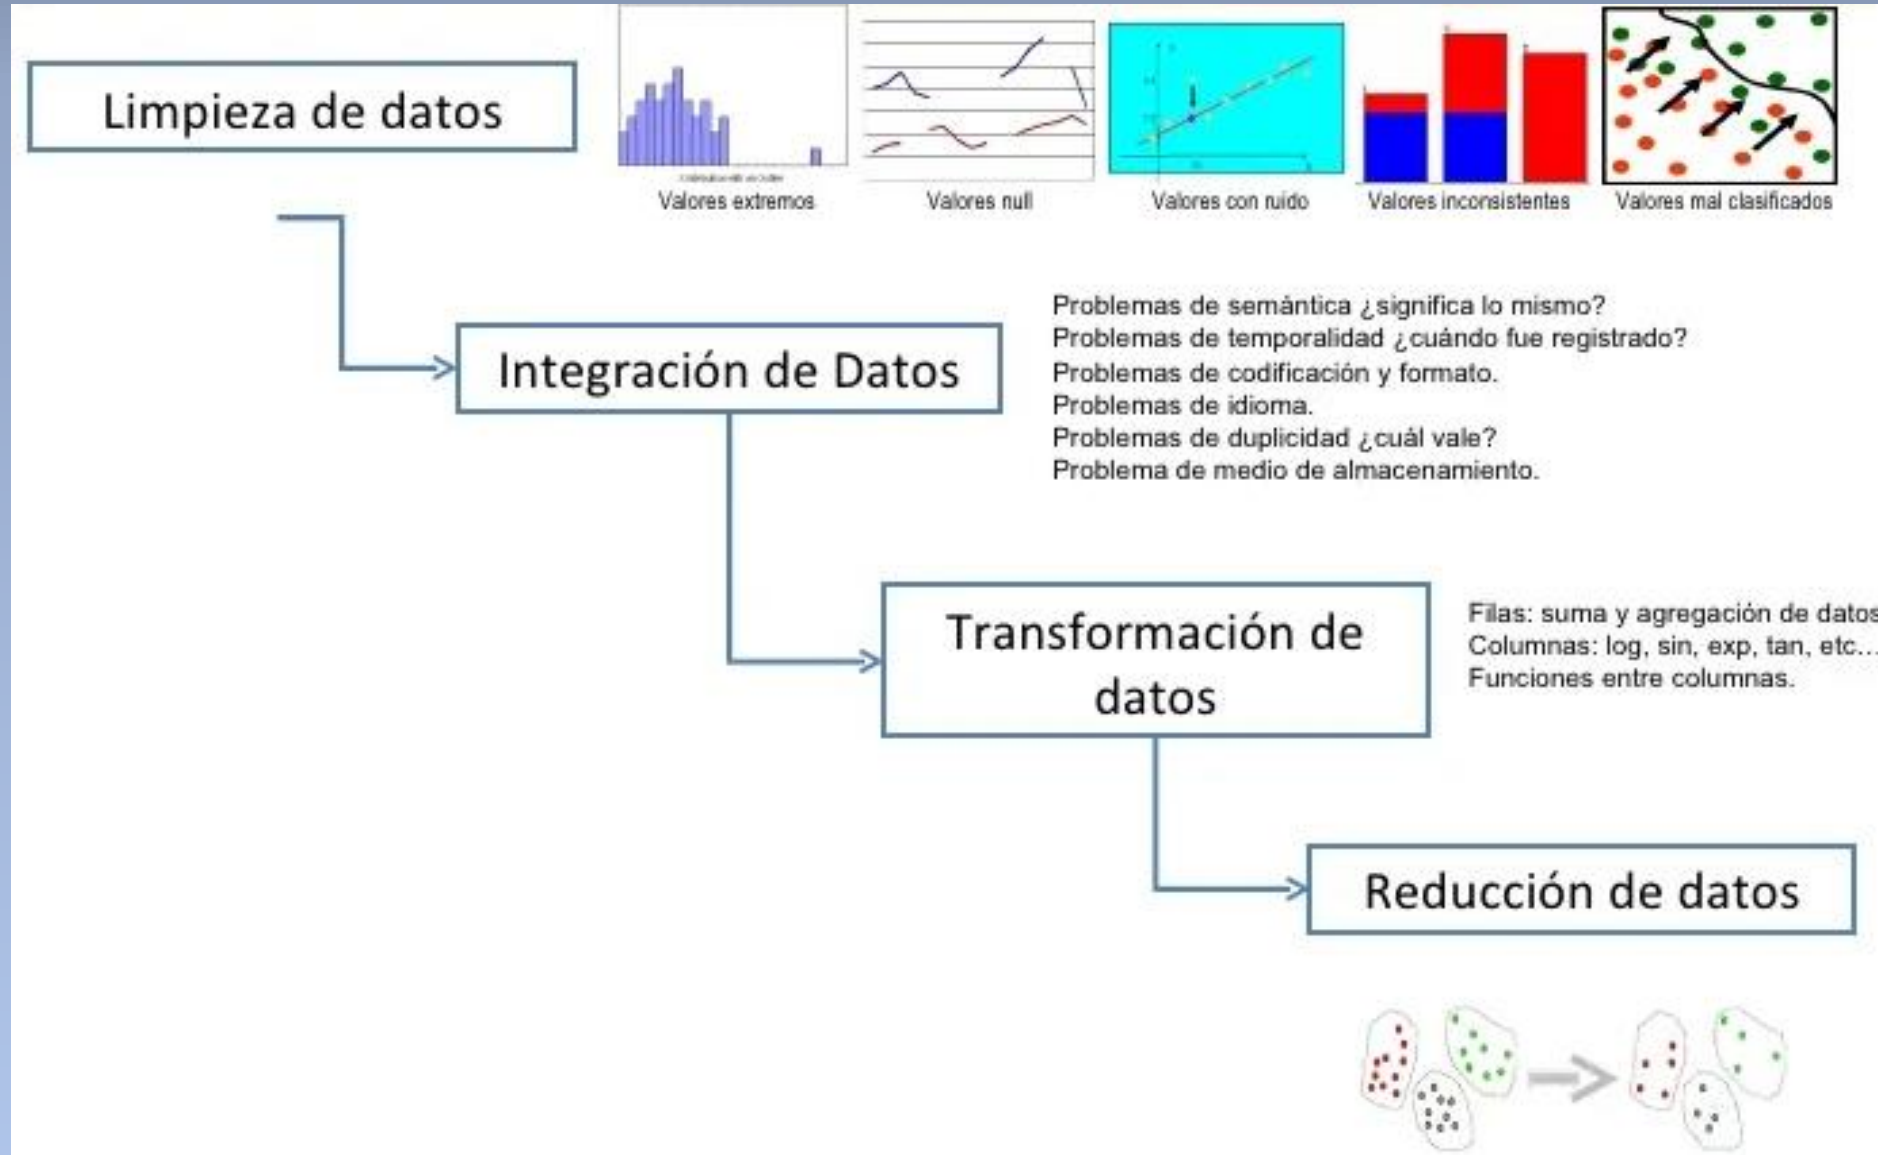 Limpieza de datos
Valores extremos
Valores null
Valores con ruido
Valores inconsistentes
Valores mal clasificados
Integración de Datos
Problemas de semántica ¿significa lo mismo?
Problemas de temporalidad ¿cuándo fue registrado?
Problemas de codificación y formato.
Problemas de idioma.
Problemas de duplicidad ¿cuál vale?
Problema de medio de almacenamiento.
Transformación de
datos
Filas: suma y agregación de datos
Columnas: log, sin, exp, tan, etc...
Funciones entre columnas.
Reducción de datos